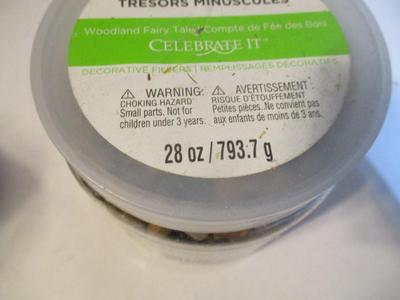 TRÉSORS MINUSCULES
Woodland Fairy Tale / Compte de Fée des Bois
CELEBRATE IT™
DECORATIVE FILLERS | REMPLISSAGES DÉCORATIFS
⚠ WARNING: ⚠ AVERTISSEMENT:
CHOKING HAZARD RISQUE D'ÉTOUFFEMENT
Small parts. Not for Petites pièces. Ne convient pas
children under 3 years. aux enfants de moins de 3 ans.
28 oz / 793.7 g